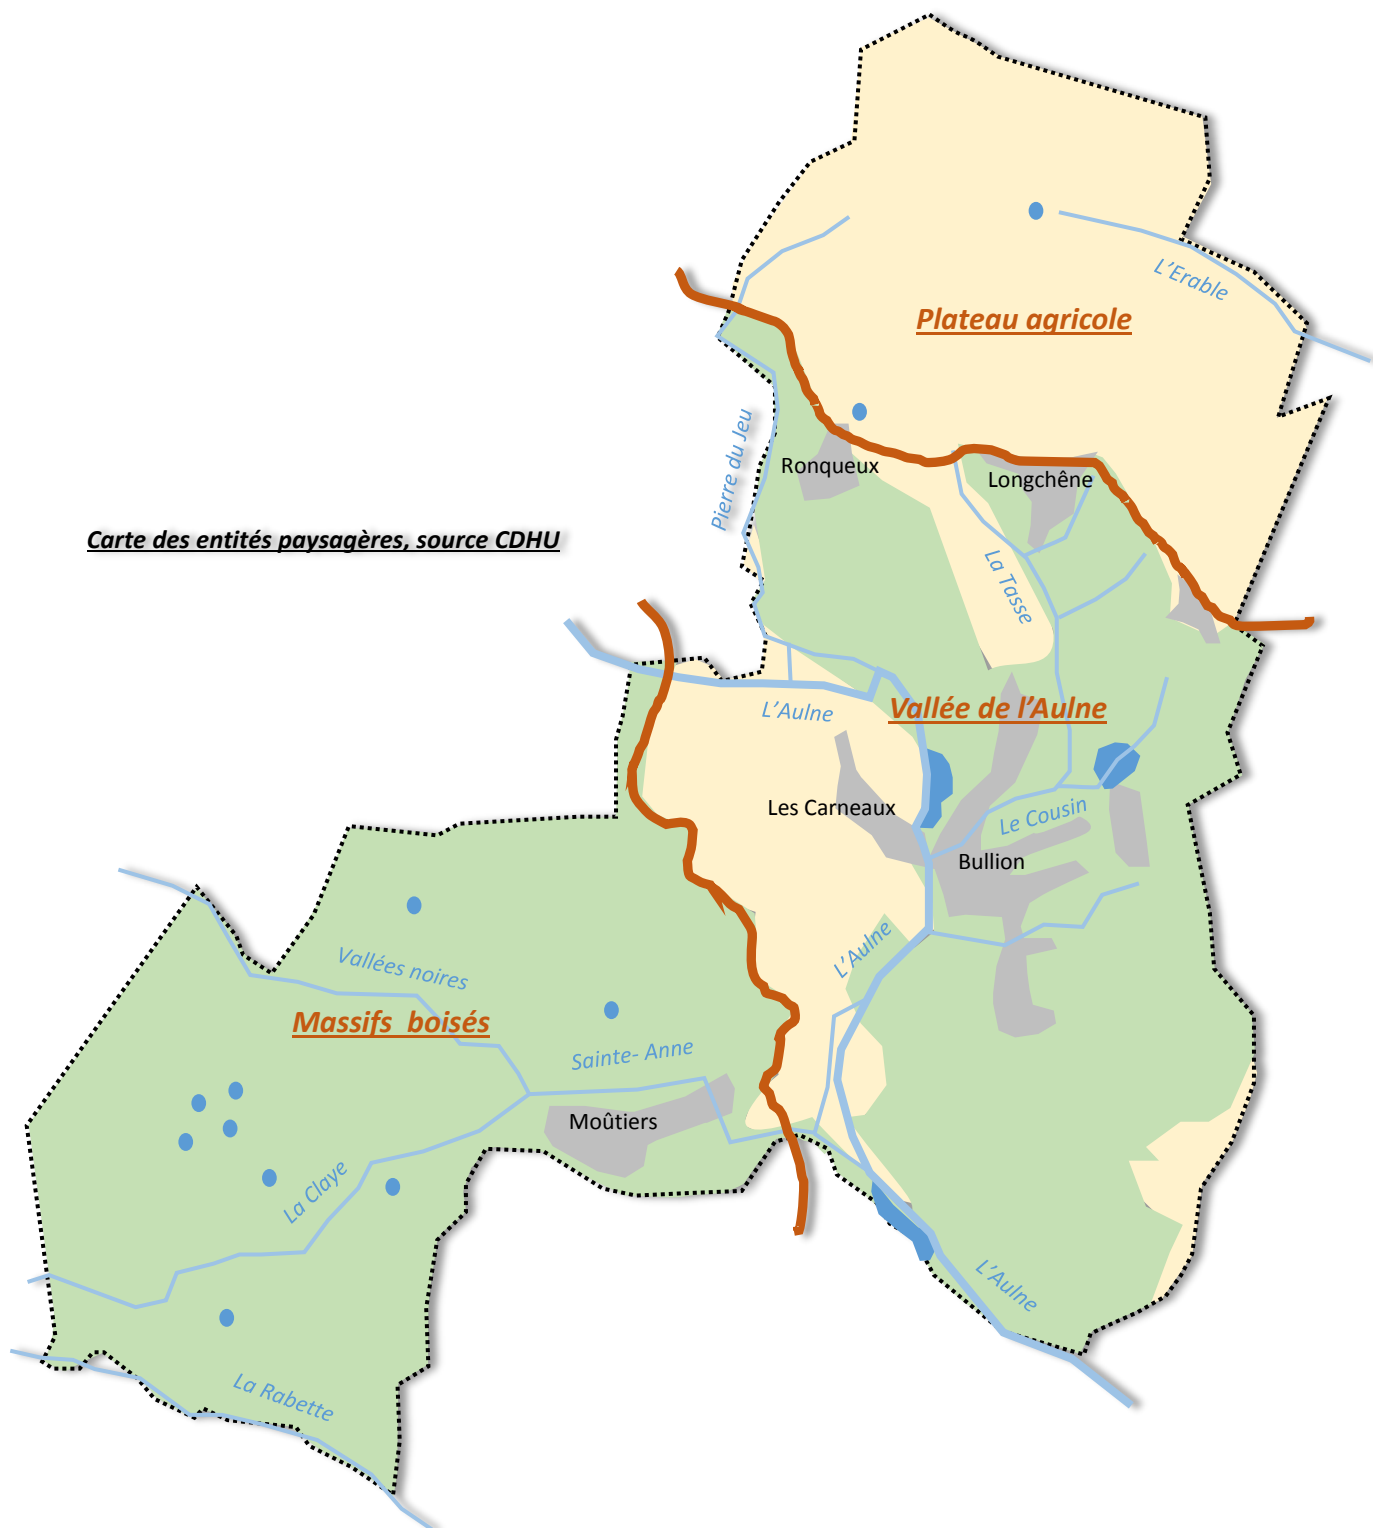 L'Erable
Plateau agricole
Pierre du Jeu
Ronqueux
Longchêne
Carte des entités paysagères, source CDHU
La Tasse
L'Aulne
Vallée de l'Aulne
Les Carneaux
Le Cousin
Bullion
L'Aulne
Vallées noires
Massifs boisés
Sainte- Anne
Moûtiers
La Claye
L'Aulne
La Rabette